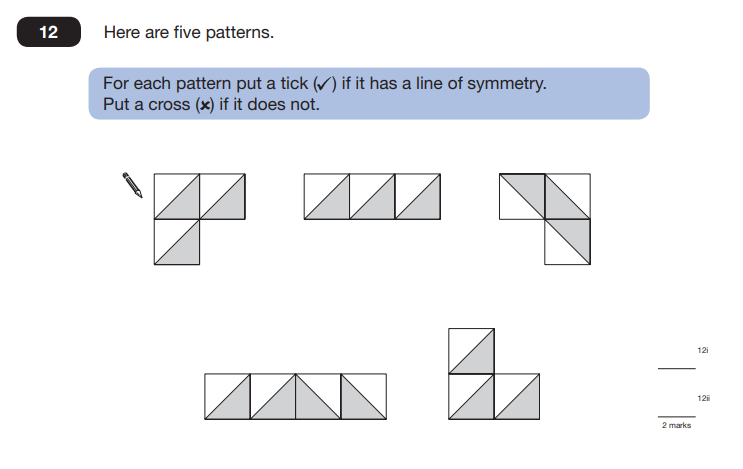 12 Here are five patterns.
For each pattern put a tick (✓) if it has a line of symmetry.
Put a cross (✘) if it does not.
12i
12ii
2 marks